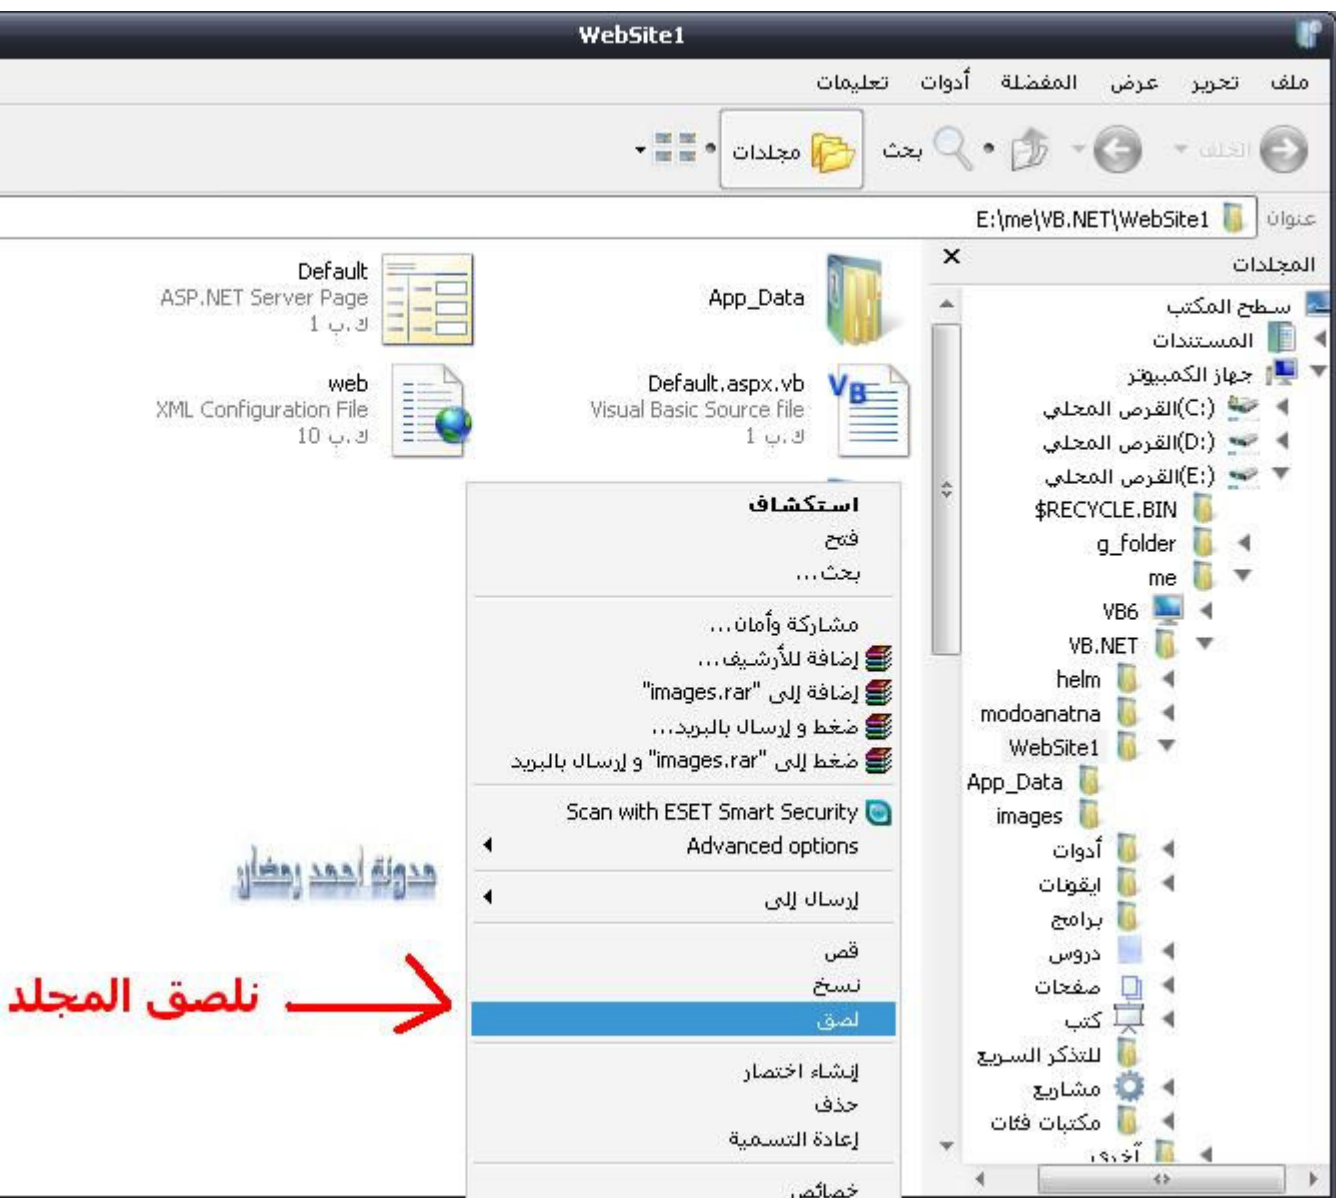 WebSite1
ملف تحرير عرض المفضلة أدوات تعليمات
الخلف بحث مجلدات
عنوان E:\me\VB.NET\WebSite1
المجلدات
سطح المكتب
المستندات
جهاز الكمبيوتر
القرص المحلي(C:)
القرص المحلي(D:)
القرص المحلي(E:)
$RECYCLE.BIN
g_folder
me
VB6
VB.NET
helm
modoanatna
WebSite1
App_Data
images
أدوات
ايقونات
برامج
دروس
صفحات
كتب
للتذكر السريع
مشاريع
مكتبات فئات
آخرى
App_Data
Default
ASP.NET Server Page
1 ك.ب
Default.aspx.vb
Visual Basic Source file
1 ك.ب
web
XML Configuration File
10 ك.ب
استكشاف
فتح
بحث...
مشاركة وأمان...
إضافة للأرشيف...
إضافة إلى "images.rar"
ضغط و إرسال بالبريد...
ضغط إلى "images.rar" و إرسال بالبريد
Scan with ESET Smart Security
Advanced options
إرسال إلى
قص
نسخ
لصق
إنشاء اختصار
حذف
إعادة التسمية
خصائص
مدونة احمد رمضان
نلصق المجلد